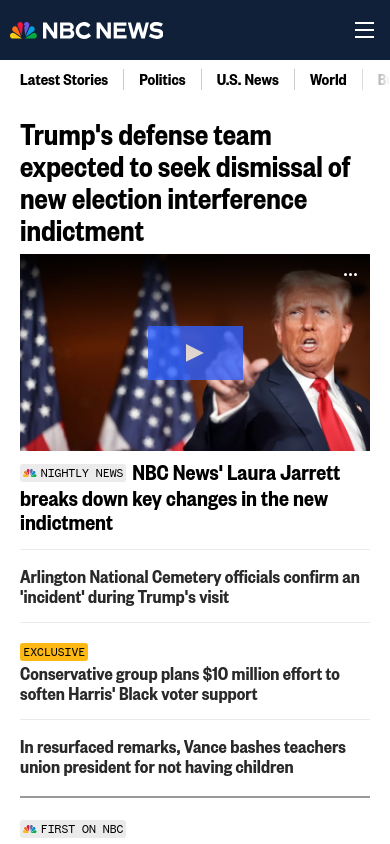 NBC NEWS
Latest Stories
Politics
U.S. News
World
Trump's defense team
expected to seek dismissal of
new election interference
indictment
NIGHTLY NEWS NBC News' Laura Jarrett
breaks down key changes in the new
indictment
Arlington National Cemetery officials confirm an
'incident' during Trump's visit
EXCLUSIVE
Conservative group plans $10 million effort to
soften Harris' Black voter support
In resurfaced remarks, Vance bashes teachers
union president for not having children
FIRST ON NBC